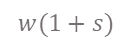 w(1 + s)